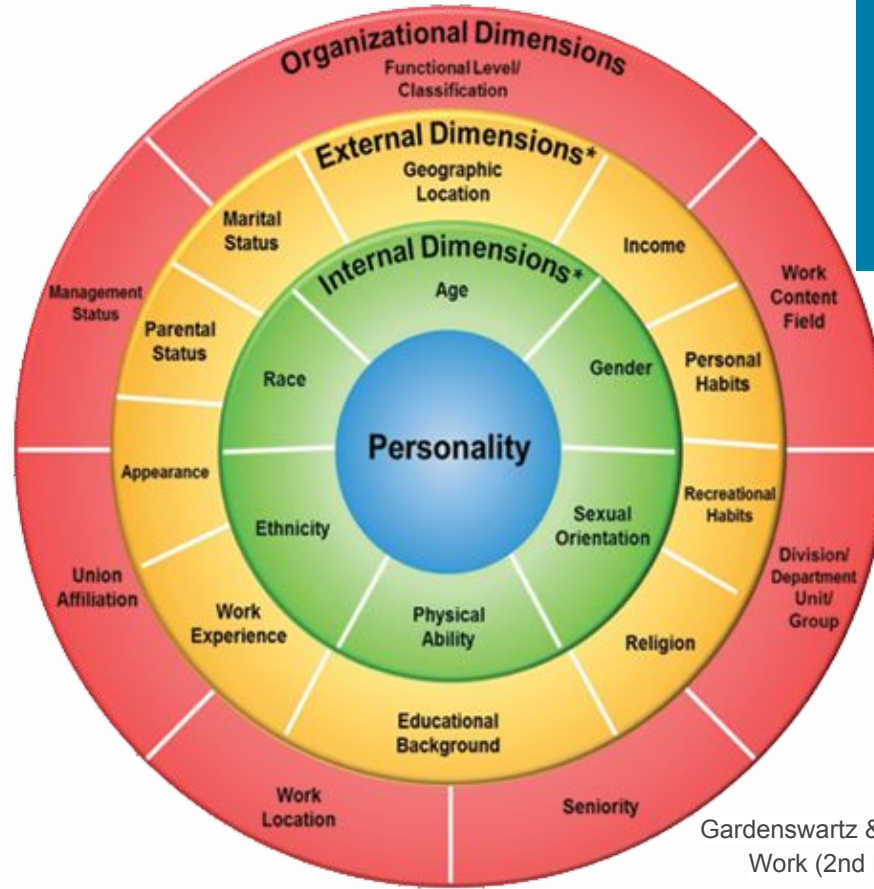 Organizational Dimensions
Functional Level/
Classification
External Dimensions*
Geographic
Location
Marital
Status
Income
Internal Dimensions*
Age
Management
Status
Work
Content
Field
Parental
Status
Race
Gender
Personal
Habits
Personality
Appearance
Ethnicity
Sexual
Orientation
Recreational
Habits
Union
Affiliation
Division/
Department
Unit/
Group
Work
Experience
Physical
Ability
Religion
Educational
Background
Work
Location
Seniority
Gardenswartz &
Work (2nd